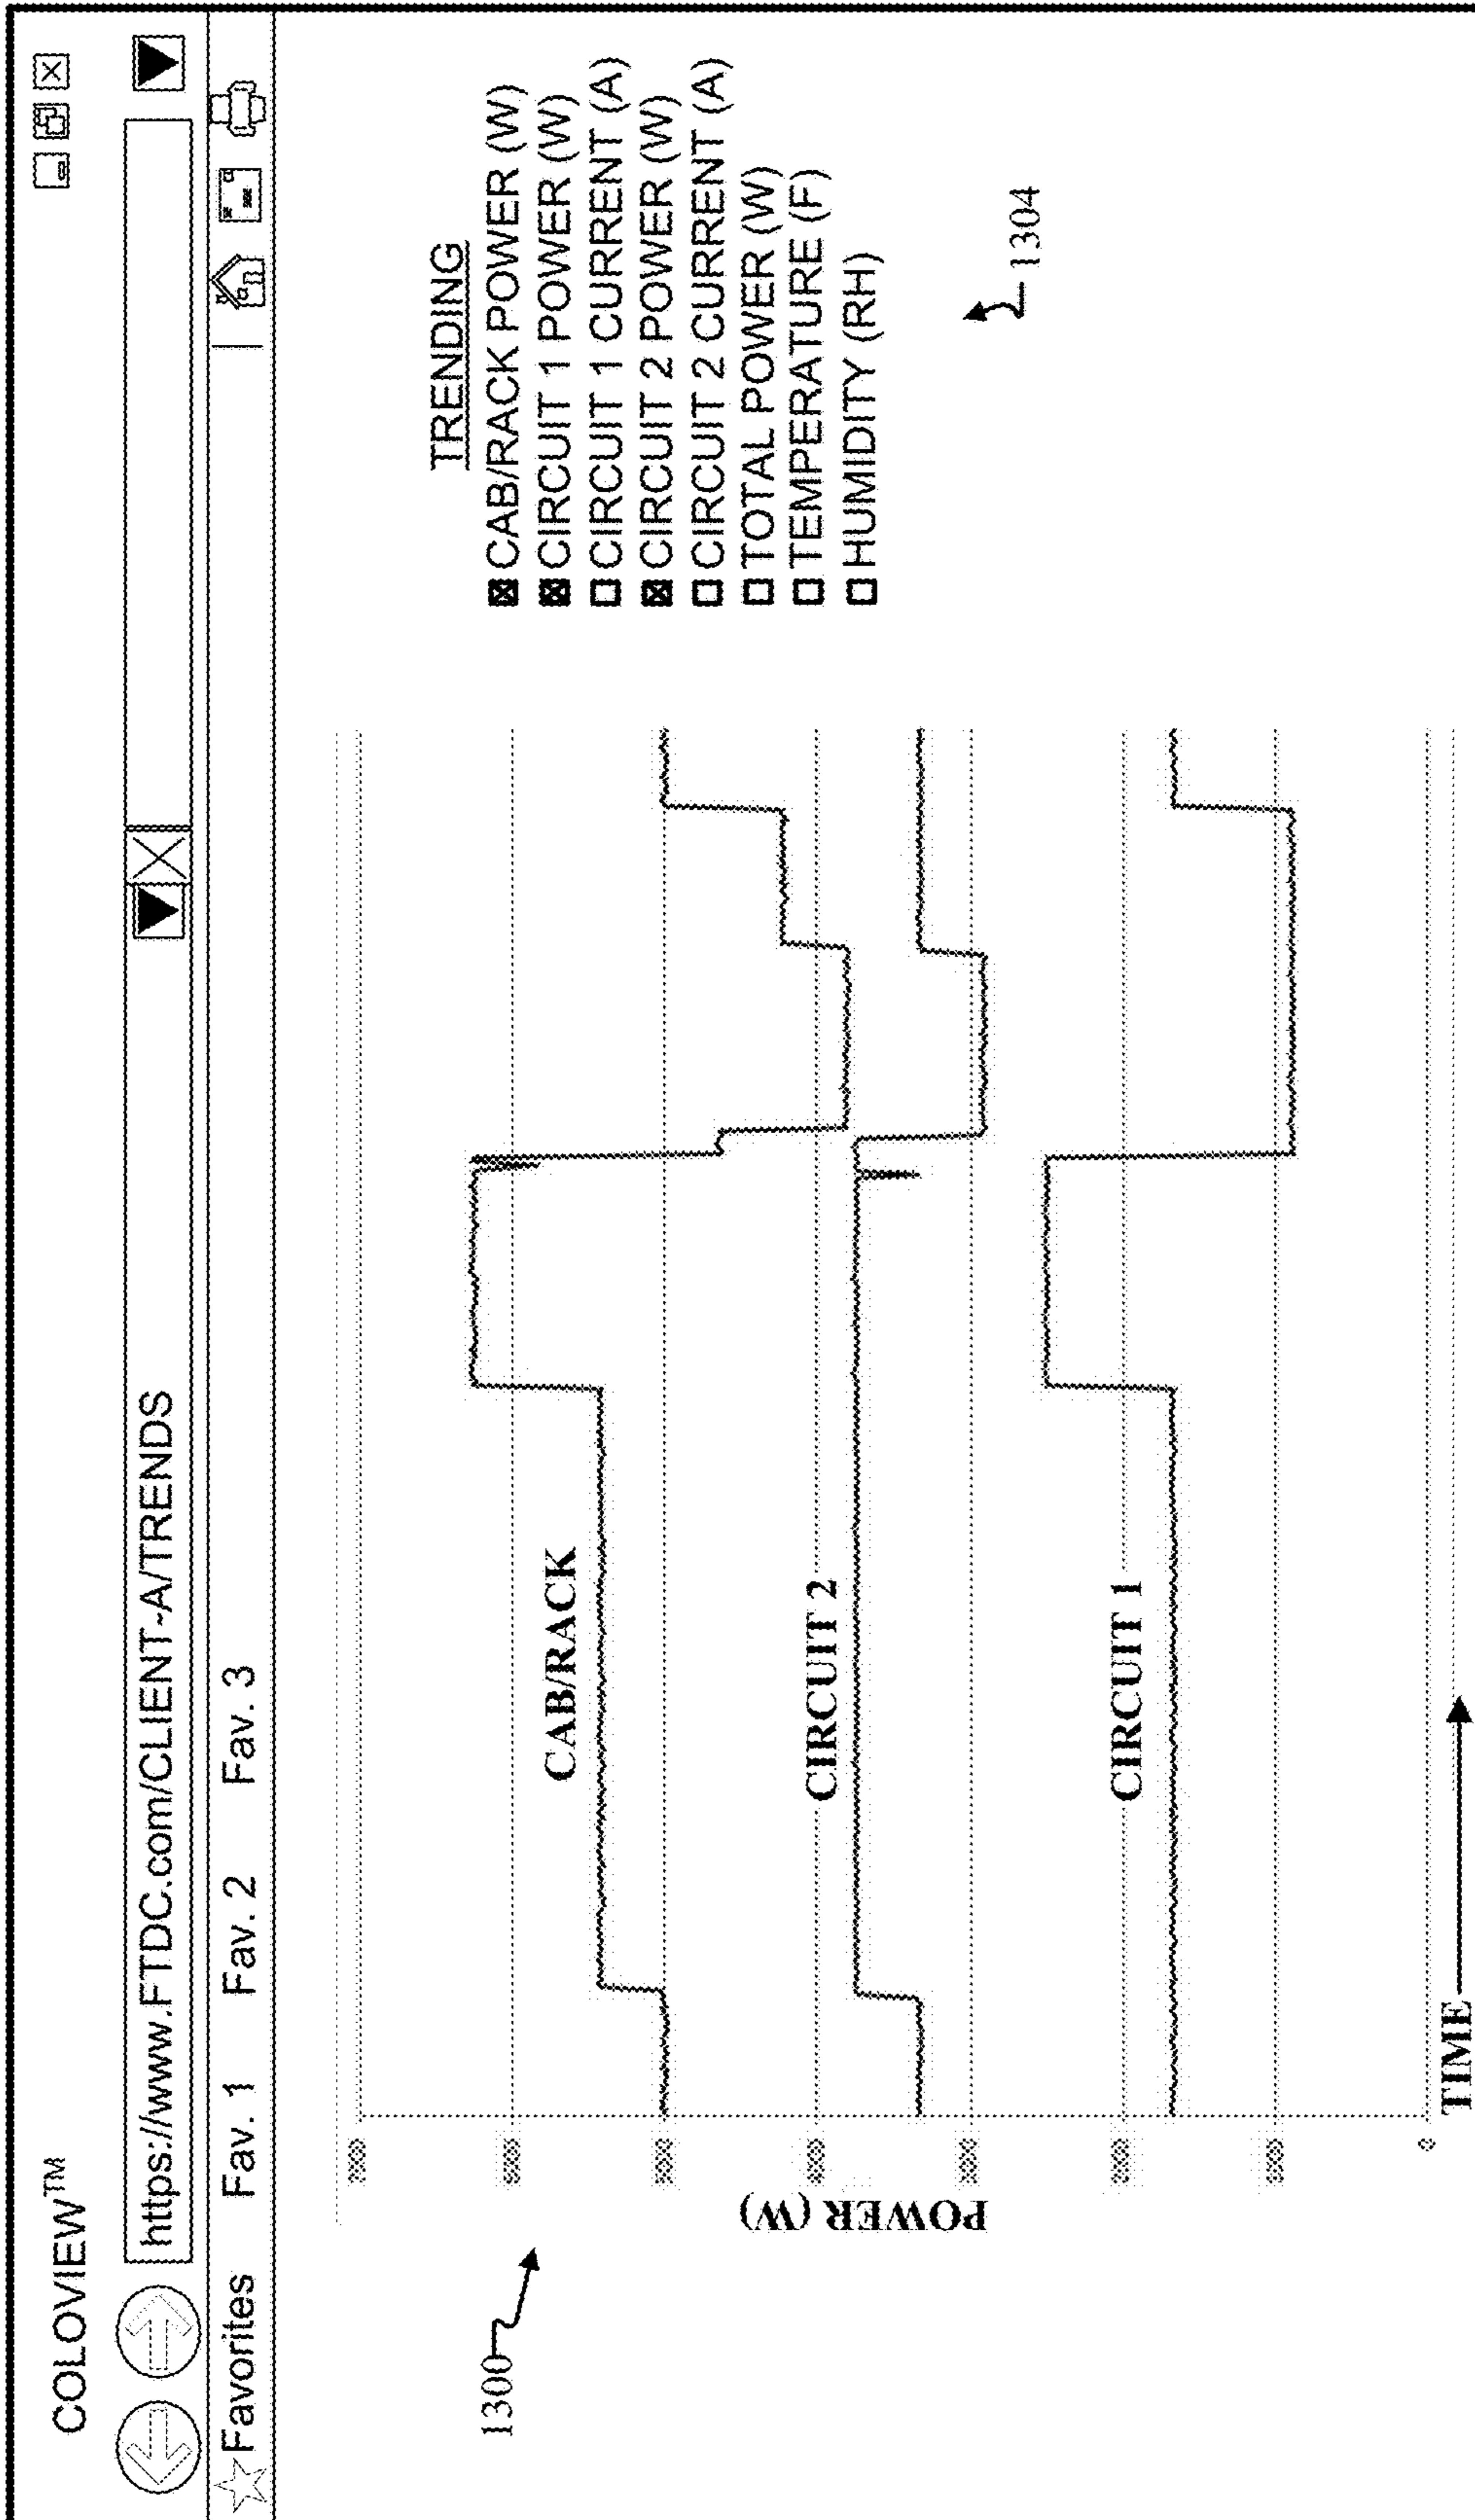 COLOVIEW™
https://www.FTDC.com/CLIENT-A/TRENDS
Favorites Fav. 1 Fav. 2 Fav. 3
1300
POWER (W)
0
CAB/RACK
CIRCUIT 2
CIRCUIT 1
TIME
TRENDING
CAB/RACK POWER (W)
CIRCUIT 1 POWER (W)
CIRCUIT 1 CURRENT (A)
CIRCUIT 2 POWER (W)
CIRCUIT 2 CURRENT (A)
TOTAL POWER (W)
TEMPERATURE (F)
HUMIDITY (RH)
1304